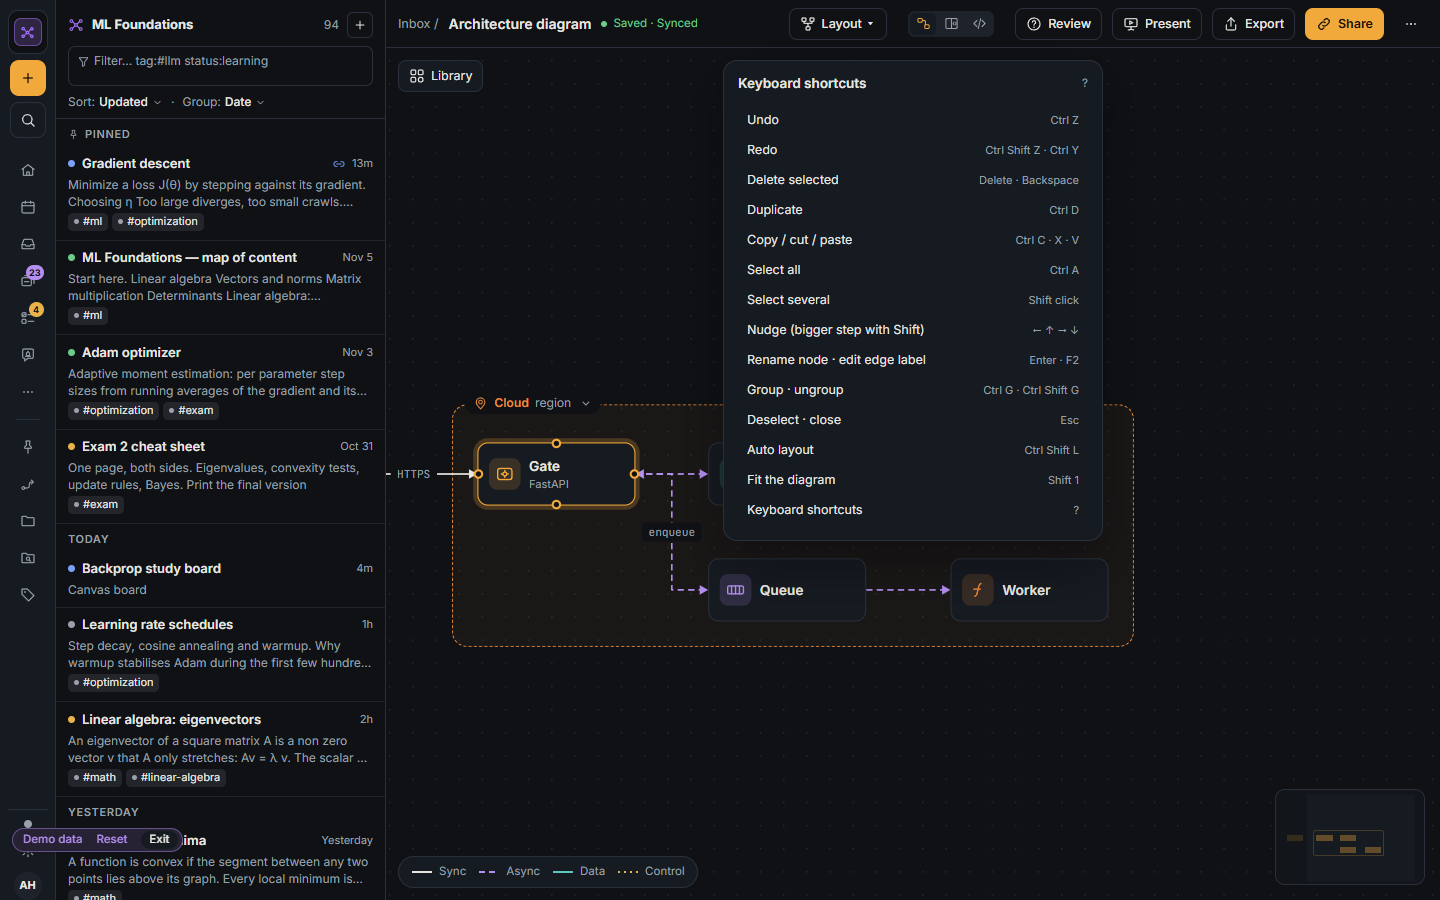 ML Foundations 94
Filter... tag:#llm status:learning
Sort: Updated · Group: Date
PINNED
Gradient descent 13m
Minimize a loss J(θ) by stepping against its gradient.
Choosing η Too large diverges, too small crawls....
#ml #optimization
ML Foundations — map of content Nov 5
Start here. Linear algebra Vectors and norms Matrix
multiplication Determinants Linear algebra:...
#ml
23
4
Adam optimizer Nov 3
Adaptive moment estimation: per parameter step
sizes from running averages of the gradient and its...
#optimization #exam
Exam 2 cheat sheet Oct 31
One page, both sides. Eigenvalues, convexity tests,
update rules, Bayes. Print the final version
#exam
TODAY
Backprop study board 4m
Canvas board
Learning rate schedules 1h
Step decay, cosine annealing and warmup. Why
warmup stabilises Adam during the first few hundre...
#optimization
Linear algebra: eigenvectors 2h
An eigenvector of a square matrix A is a non zero
vector v that A only stretches: Av = λ v. The scalar ...
#math #linear-algebra
YESTERDAY
Demo data Reset Exit
ima Yesterday
A function is convex if the segment between any two
points lies above its graph. Every local minimum is...
#math
AH
Inbox / Architecture diagram Saved · Synced
Layout Review Present Export Share
Library
Keyboard shortcuts ?
Undo Ctrl Z
Redo Ctrl Shift Z · Ctrl Y
Delete selected Delete · Backspace
Duplicate Ctrl D
Copy / cut / paste Ctrl C · X · V
Select all Ctrl A
Select several Shift click
Nudge (bigger step with Shift) ← ↑ → ↓
Rename node · edit edge label Enter · F2
Group · ungroup Ctrl G · Ctrl Shift G
Deselect · close Esc
Auto layout Ctrl Shift L
Fit the diagram Shift 1
Keyboard shortcuts ?
Cloud region
HTTPS
Gate
FastAPI
enqueue
Queue
Worker
Sync Async Data Control